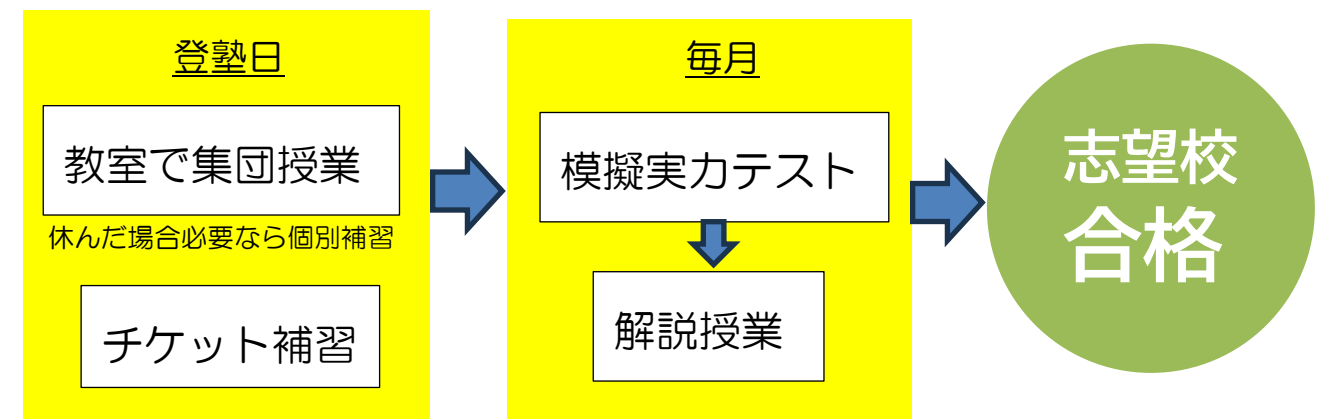 登塾日
教室で集団授業
休んだ場合必要なら個別補習
チケット補習
毎月
模擬実力テスト
解説授業
志望校
合格